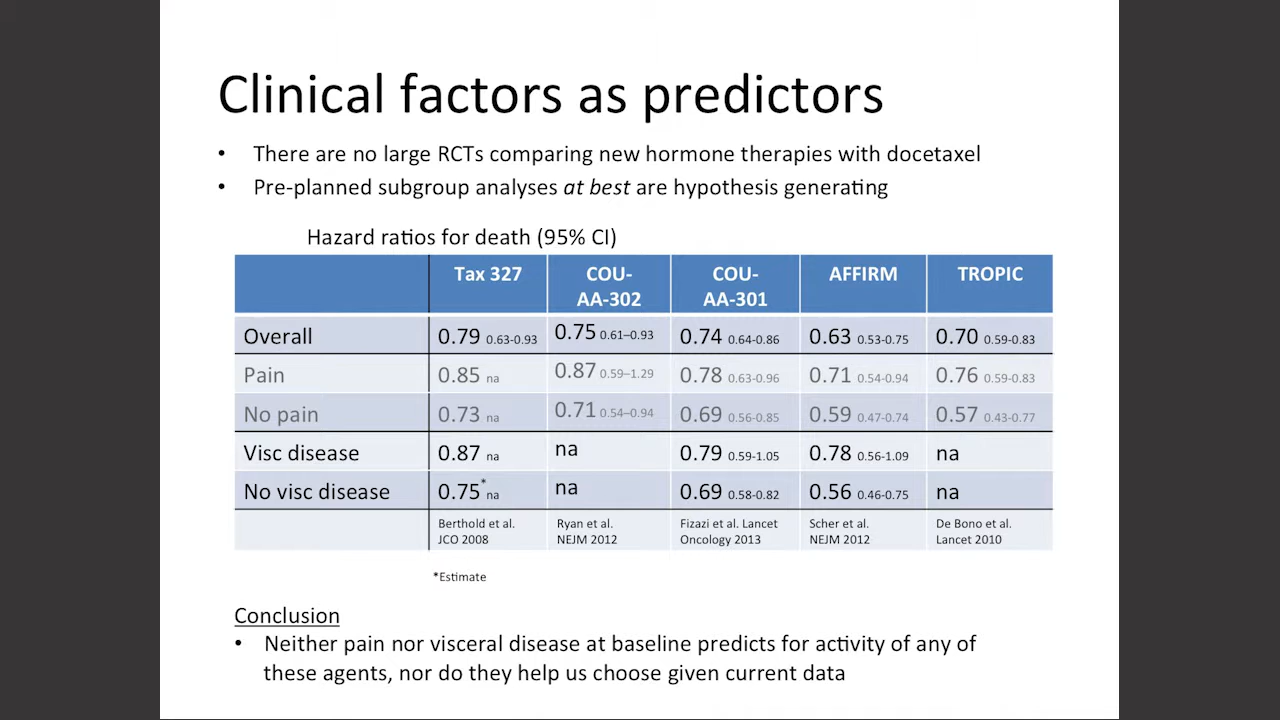 Clinical factors as predictors
• There are no large RCTs comparing new hormone therapies with docetaxel
• Pre-planned subgroup analyses at best are hypothesis generating
Hazard ratios for death (95% CI)
Tax 327 COU-AA-302 COU-AA-301 AFFIRM TROPIC
Overall 0.79 0.63-0.93 0.75 0.61–0.93 0.74 0.64-0.86 0.63 0.53-0.75 0.70 0.59-0.83
Pain 0.85 na 0.87 0.59–1.29 0.78 0.63-0.96 0.71 0.54-0.94 0.76 0.59-0.83
No pain 0.73 na 0.71 0.54–0.94 0.69 0.56-0.85 0.59 0.47-0.74 0.57 0.43-0.77
Visc disease 0.87 na na 0.79 0.59-1.05 0.78 0.56-1.09 na
No visc disease 0.75* na na 0.69 0.58-0.82 0.56 0.46-0.75 na
Berthold et al. Ryan et al. Fizazi et al. Lancet Scher et al. De Bono et al.
JCO 2008 NEJM 2012 Oncology 2013 NEJM 2012 Lancet 2010
*Estimate
Conclusion
• Neither pain nor visceral disease at baseline predicts for activity of any of
these agents, nor do they help us choose given current data